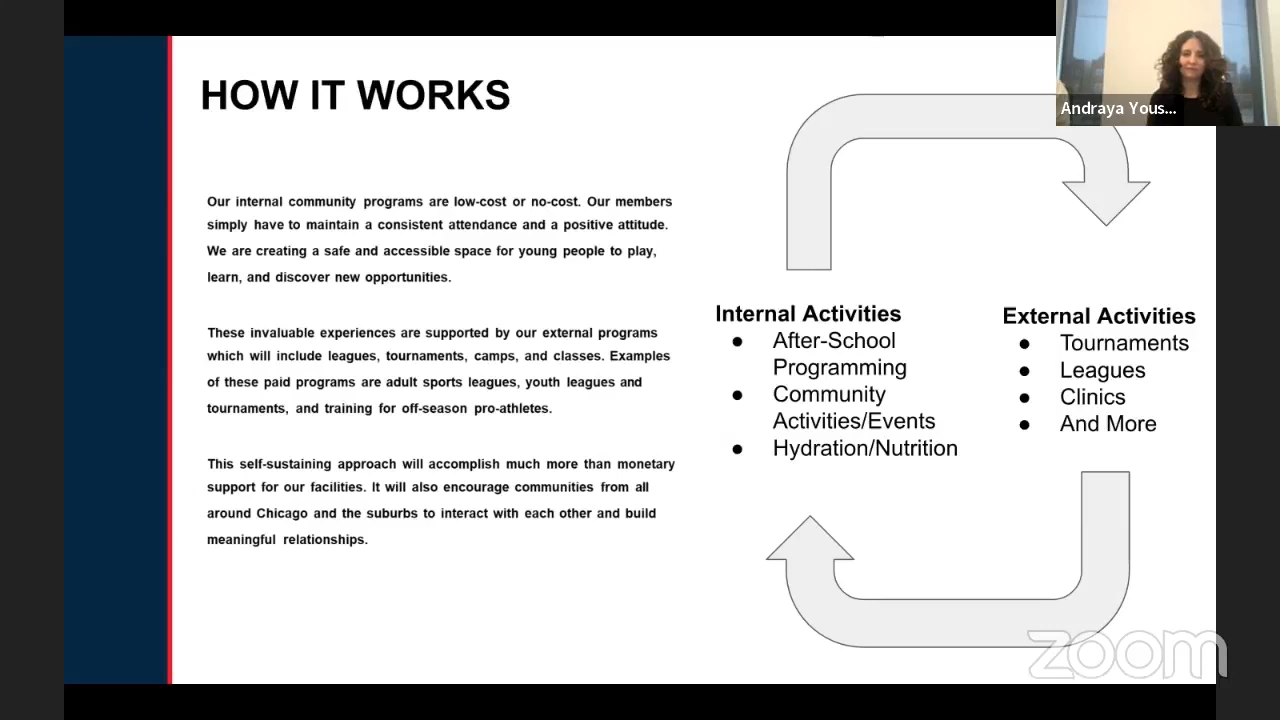 HOW IT WORKS
Andraya Yous...
Our internal community programs are low-cost or no-cost. Our members
simply have to maintain a consistent attendance and a positive attitude.
We are creating a safe and accessible space for young people to play,
learn, and discover new opportunities.
These invaluable experiences are supported by our external programs
which will include leagues, tournaments, camps, and classes. Examples
of these paid programs are adult sports leagues, youth leagues and
tournaments, and training for off-season pro-athletes.
This self-sustaining approach will accomplish much more than monetary
support for our facilities. It will also encourage communities from all
around Chicago and the suburbs to interact with each other and build
meaningful relationships.
Internal Activities
● After-School
Programming
● Community
Activities/Events
● Hydration/Nutrition
External Activities
● Tournaments
● Leagues
● Clinics
● And More
zoom